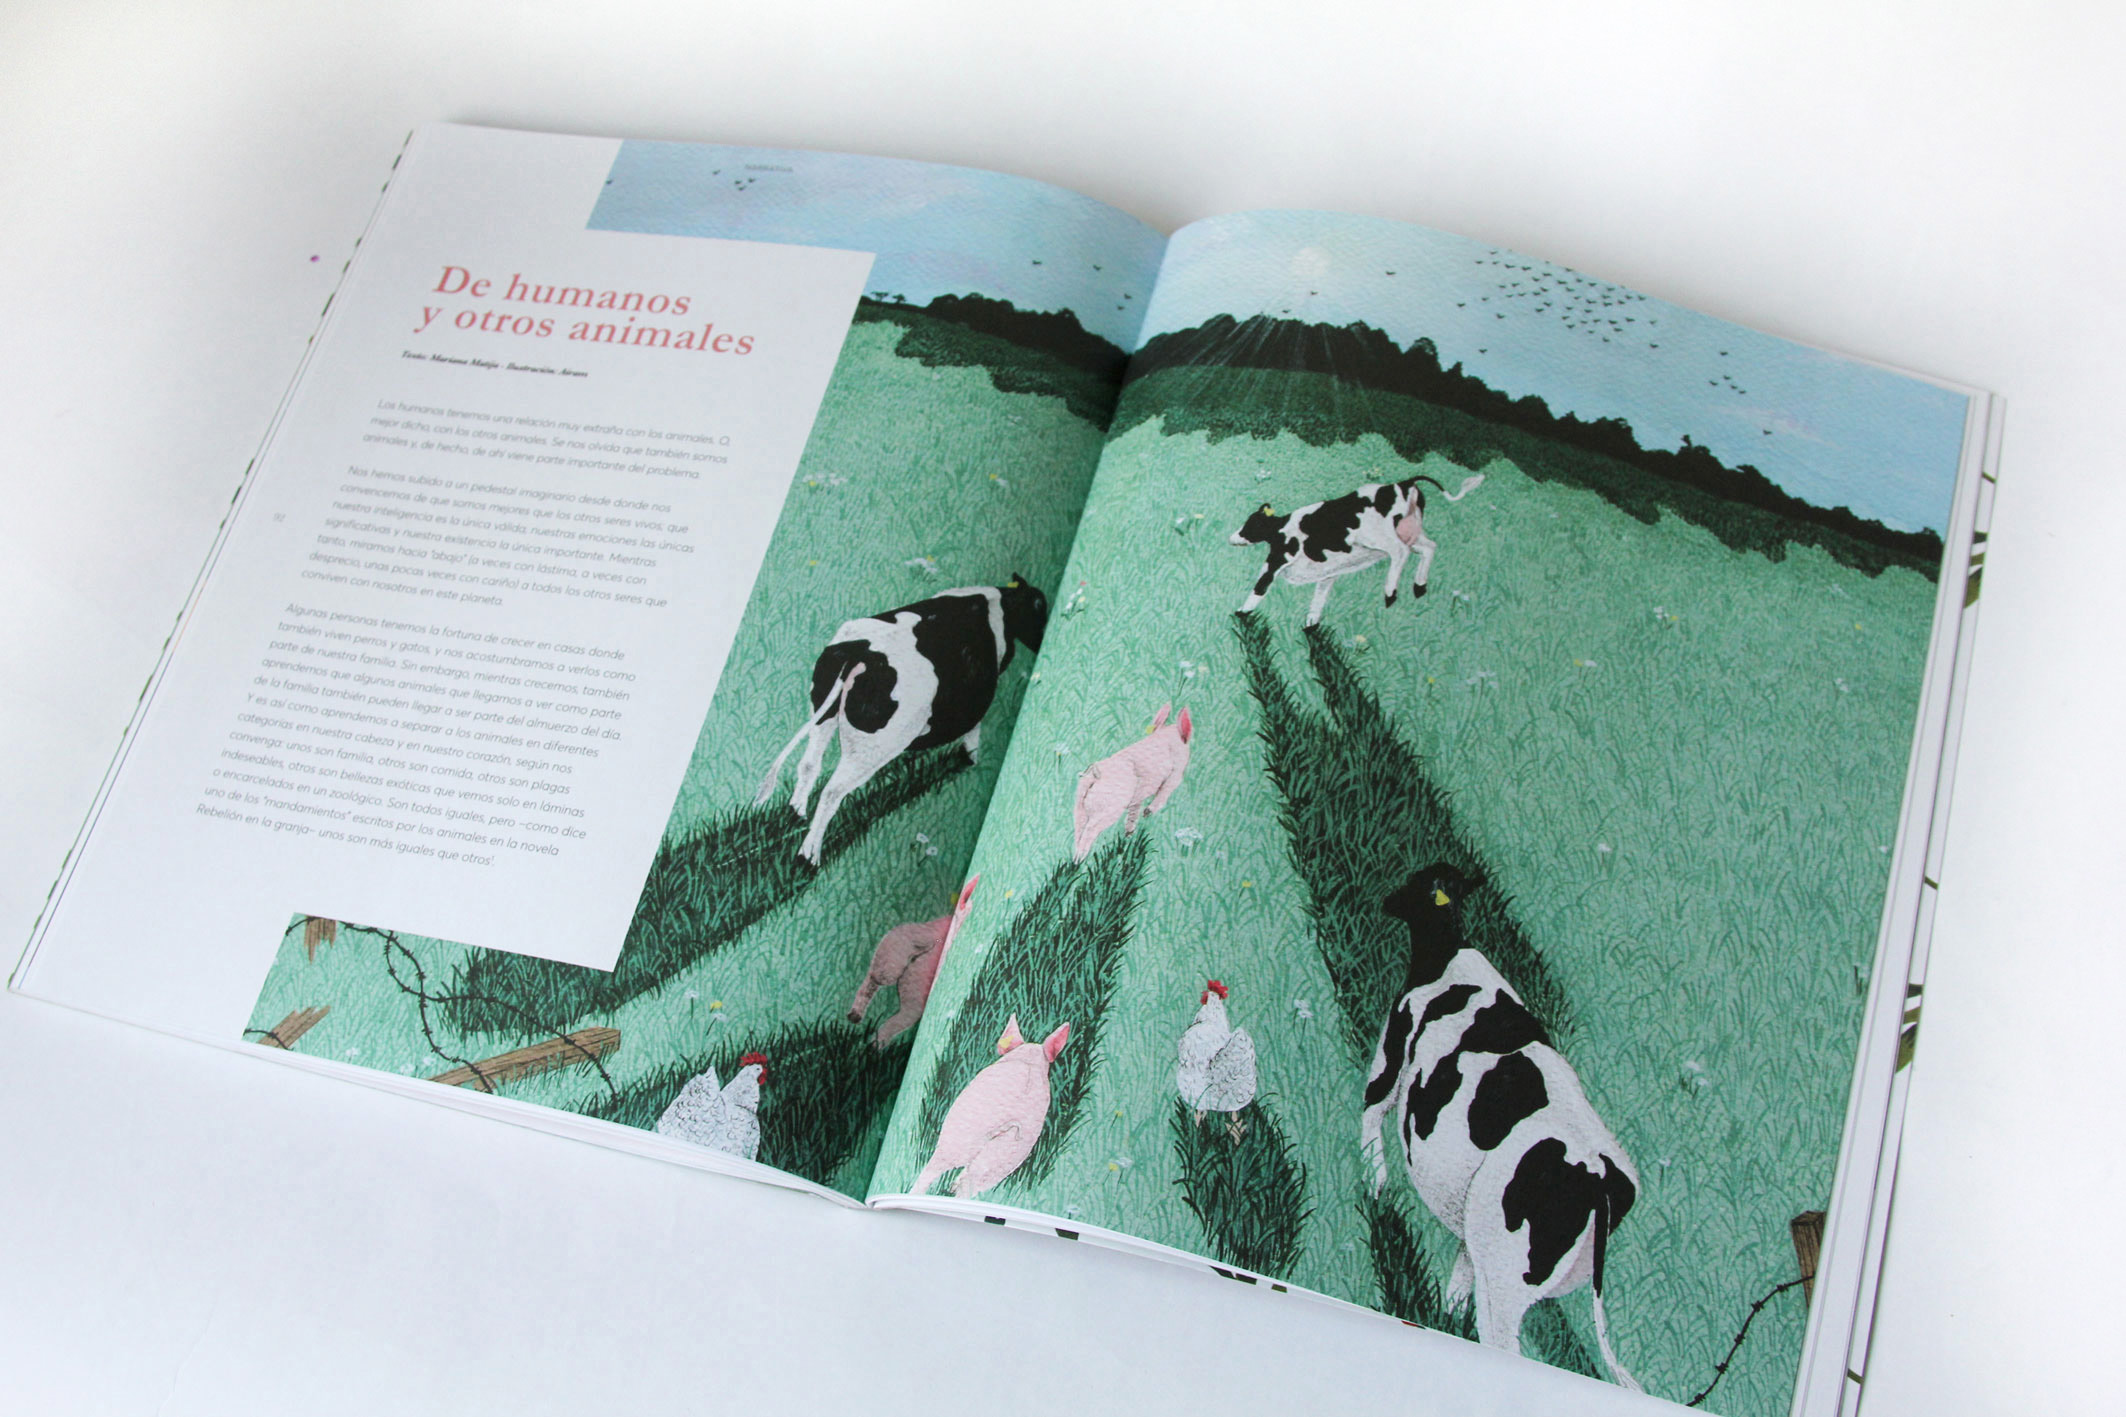 NARRATIVA
De humanos
y otros animales
Texto: Mariana Matija - Ilustración: Airam
Los humanos tenemos una relación muy extraña con los animales. O,
mejor dicho, con los otros animales. Se nos olvida que también somos
animales y, de hecho, de ahí viene parte importante del problema.
Nos hemos subido a un pedestal imaginario desde donde nos
convencemos de que somos mejores que los otros seres vivos, que
nuestra inteligencia es la única válida, nuestras emociones las únicas
significativas y nuestra existencia la única importante. Mientras
tanto, miramos hacia "abajo" (a veces con lástima, a veces con
desprecio, unas pocas veces con cariño) a todos los otros seres que
conviven con nosotros en este planeta.
Algunas personas tenemos la fortuna de crecer en casas donde
también viven perros y gatos, y nos acostumbramos a verlos como
parte de nuestra familia. Sin embargo, mientras crecemos, también
aprendemos que algunos animales que llegamos a ver como parte
de la familia también pueden llegar a ser parte del almuerzo del día.
Y es así como aprendemos a separar a los animales en diferentes
categorías en nuestra cabeza y en nuestro corazón, según nos
convenga: unos son familia, otros son comida, otros son plagas
indeseables, otros son bellezas exóticas que vemos solo en láminas
o encarcelados en un zoológico. Son todas iguales, pero –como dice
uno de los "mandamientos" escritos por los animales en la novela
Rebelión en la granja– unos son más iguales que otros¹.